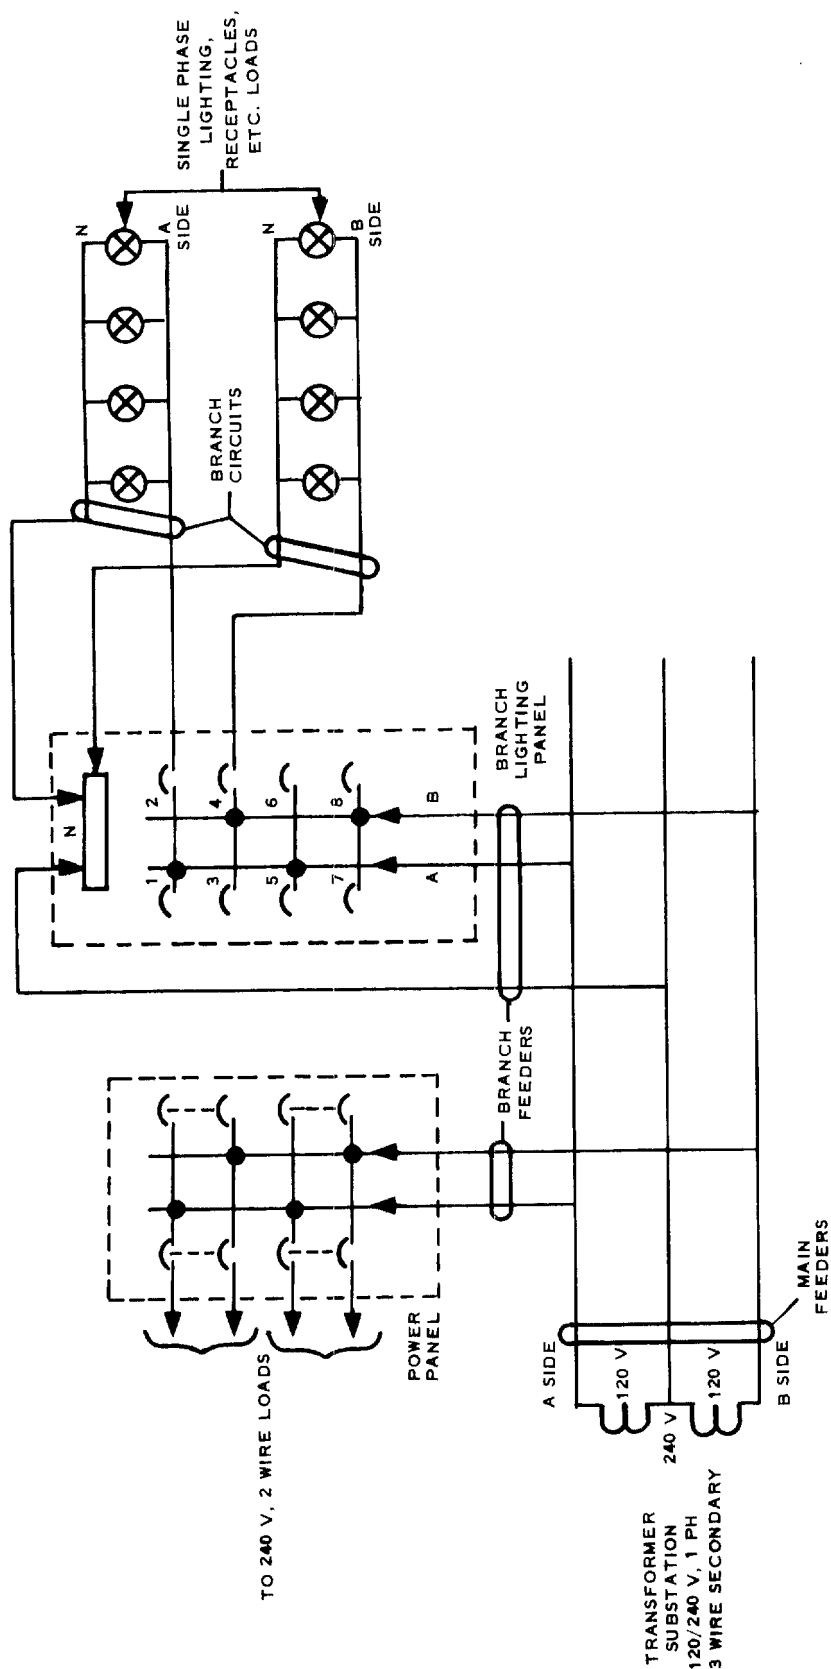 SINGLE PHASE
LIGHTING,
RECEPTACLES,
ETC. LOADS
N
A
SIDE
N
B
SIDE
BRANCH
CIRCUITS
N
1
2
3
4
5
6
7
8
A
B
BRANCH
LIGHTING
PANEL
BRANCH
FEEDERS
POWER
PANEL
TO 240 V, 2 WIRE LOADS
MAIN
FEEDERS
A SIDE
120 V
240 V
120 V
B SIDE
TRANSFORMER
SUBSTATION
120/240 V, 1 PH
3 WIRE SECONDARY